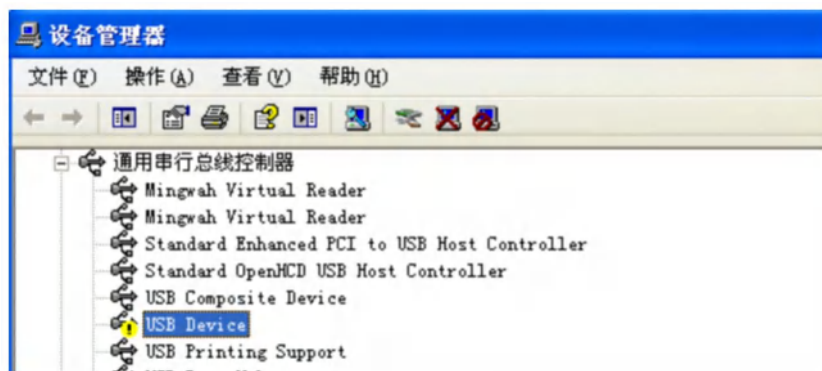 设备管理器
文件(F) 操作(A) 查看(V) 帮助(H)
通用串行总线控制器
Mingwah Virtual Reader
Mingwah Virtual Reader
Standard Enhanced PCI to USB Host Controller
Standard OpenHCD USB Host Controller
USB Composite Device
USB Device
USB Printing Support